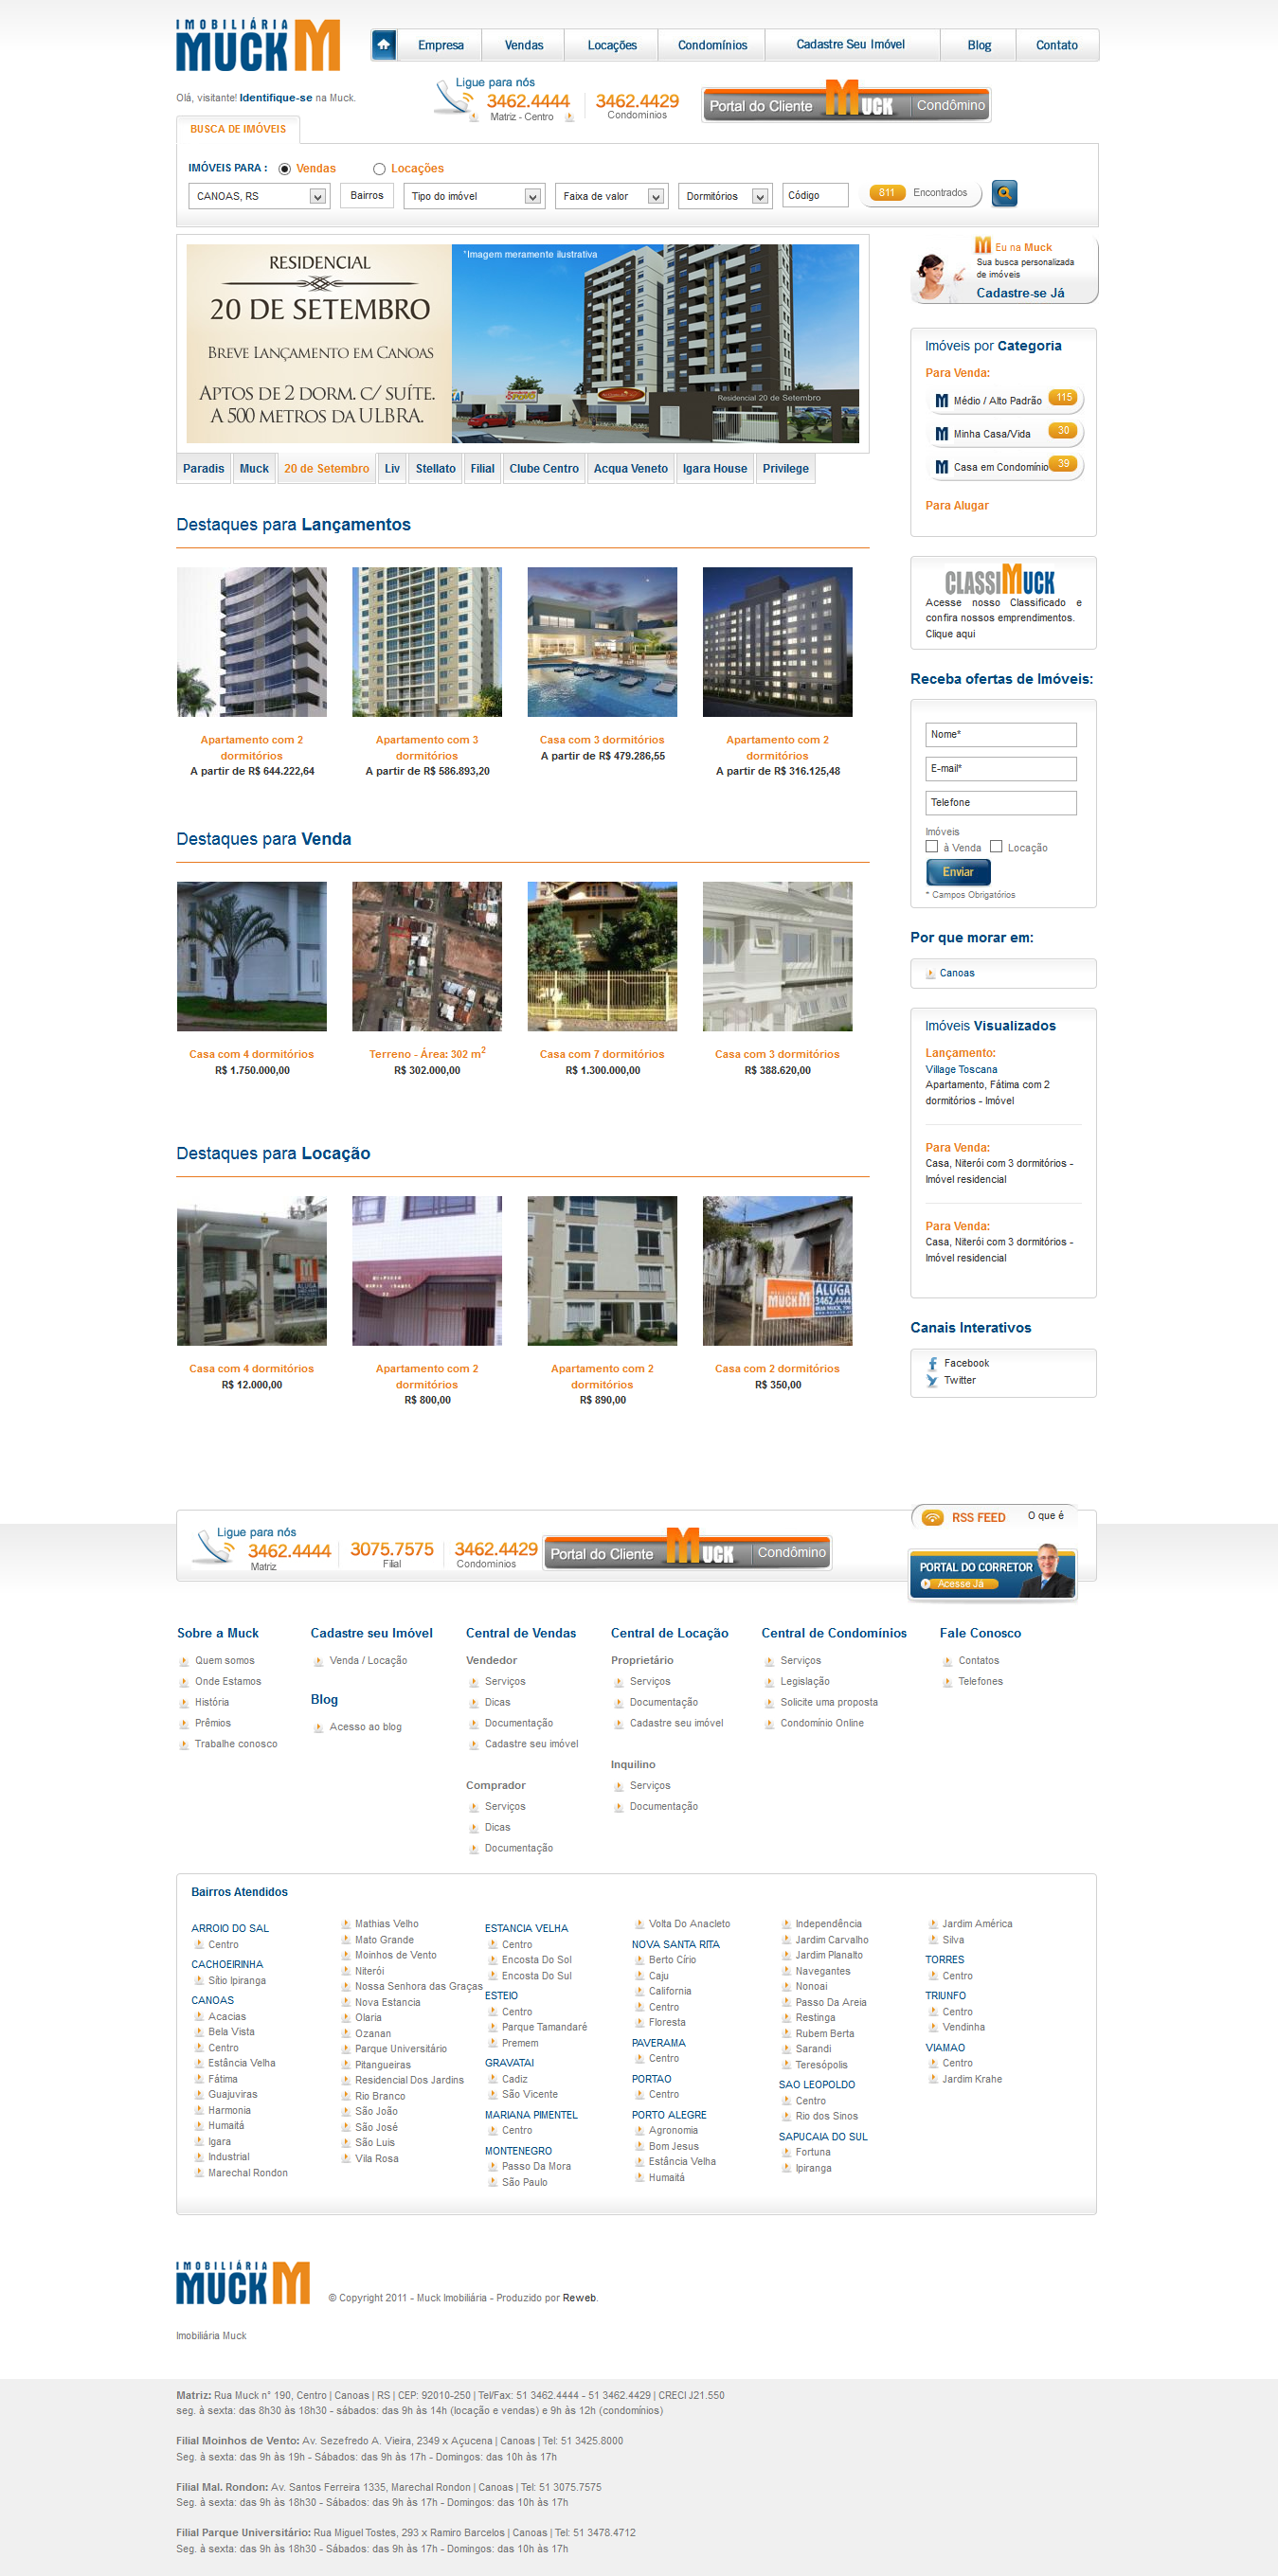 IMOBILIÁRIA
MUCK M
Empresa
Vendas
Locações
Condomínios
Cadastre Seu Imóvel
Blog
Contato
Olá, visitante! Identifique-se na Muck.
Ligue para nós
3462.4444
Matriz - Centro
3462.4429
Condomínios
Portal do Cliente MUCK Condômino
BUSCA DE IMÓVEIS
IMÓVEIS PARA : Vendas Locações
CANOAS, RS
Bairros
Tipo do imóvel
Faixa de valor
Dormitórios
Código
811 Encontrados
RESIDENCIAL
20 DE SETEMBRO
BREVE LANÇAMENTO EM CANOAS
APTOS DE 2 DORM. C/ SUÍTE.
A 500 METROS DA ULBRA.
*Imagem meramente ilustrativa
Residencial 20 de Setembro
Paradis
Muck
20 de Setembro
Liv
Stellato
Filial
Clube Centro
Acqua Veneto
Igara House
Privilege
Eu na Muck
Sua busca personalizada
de imóveis
Cadastre-se Já
Imóveis por Categoria
Para Venda:
Médio / Alto Padrão 115
Minha Casa/Vida 30
Casa em Condomínio 39
Para Alugar
CLASSIMUCK
Acesse nosso Classificado e
confira nossos emprendimentos.
Clique aqui
Receba ofertas de Imóveis:
Nome*
E-mail*
Telefone
Imóveis
à Venda Locação
Enviar
* Campos Obrigatórios
Por que morar em:
Canoas
Imóveis Visualizados
Lançamento:
Village Toscana
Apartamento, Fátima com 2
dormitórios - Imóvel
Para Venda:
Casa, Niterói com 3 dormitórios -
Imóvel residencial
Para Venda:
Casa, Niterói com 3 dormitórios -
Imóvel residencial
Canais Interativos
Facebook
Twitter
Destaques para Lançamentos
Apartamento com 2
dormitórios
A partir de R$ 644.222,64
Apartamento com 3
dormitórios
A partir de R$ 586.893,20
Casa com 3 dormitórios
A partir de R$ 479.286,55
Apartamento com 2
dormitórios
A partir de R$ 316.125,48
Destaques para Venda
Casa com 4 dormitórios
R$ 1.750.000,00
Terreno - Área: 302 m2
R$ 302.000,00
Casa com 7 dormitórios
R$ 1.300.000,00
Casa com 3 dormitórios
R$ 388.620,00
Destaques para Locação
MUCK M
ALUGA
3462.4444
Casa com 4 dormitórios
R$ 12.000,00
Apartamento com 2
dormitórios
R$ 800,00
Apartamento com 2
dormitórios
R$ 890,00
Casa com 2 dormitórios
R$ 350,00
Ligue para nós
3462.4444
Matriz
3075.7575
Filial
3462.4429
Condomínios
Portal do Cliente MUCK Condômino
RSS FEED O que é
PORTAL DO CORRETOR
Acesse Já
Sobre a Muck
Quem somos
Onde Estamos
História
Prêmios
Trabalhe conosco
Cadastre seu Imóvel
Venda / Locação
Blog
Acesso ao blog
Central de Vendas
Vendedor
Serviços
Dicas
Documentação
Cadastre seu imóvel
Comprador
Serviços
Dicas
Documentação
Central de Locação
Proprietário
Serviços
Documentação
Cadastre seu imóvel
Inquilino
Serviços
Documentação
Central de Condomínios
Serviços
Legislação
Solicite uma proposta
Condomínio Online
Fale Conosco
Contatos
Telefones
Bairros Atendidos
ARROIO DO SAL
Centro
CACHOEIRINHA
Sítio Ipiranga
CANOAS
Acacias
Bela Vista
Centro
Estância Velha
Fátima
Guajuviras
Harmonia
Humaitá
Igara
Industrial
Marechal Rondon
Mathias Velho
Mato Grande
Moinhos de Vento
Niterói
Nossa Senhora das Graças
Nova Estancia
Olaria
Ozanan
Parque Universitário
Pitangueiras
Residencial Dos Jardins
Rio Branco
São João
São José
São Luis
Vila Rosa
ESTANCIA VELHA
Centro
Encosta Do Sol
Encosta Do Sul
ESTEIO
Centro
Parque Tamandaré
Premem
GRAVATAI
Cadiz
São Vicente
MARIANA PIMENTEL
Centro
MONTENEGRO
Passo Da Mora
São Paulo
Volta Do Anacleto
NOVA SANTA RITA
Berto Círio
Caju
California
Centro
Floresta
PAVERAMA
Centro
PORTAO
Centro
PORTO ALEGRE
Agronomia
Bom Jesus
Estância Velha
Humaitá
Independência
Jardim Carvalho
Jardim Planalto
Navegantes
Nonoai
Passo Da Areia
Restinga
Rubem Berta
Sarandi
Teresópolis
SAO LEOPOLDO
Centro
Rio dos Sinos
SAPUCAIA DO SUL
Fortuna
Ipiranga
Jardim América
Silva
TORRES
Centro
TRIUNFO
Centro
Vendinha
VIAMAO
Centro
Jardim Krahe
IMOBILIÁRIA
MUCK M
© Copyright 2011 - Muck Imobiliária - Produzido por Reweb.
Imobiliária Muck
Matriz: Rua Muck n° 190, Centro | Canoas | RS | CEP: 92010-250 | Tel/Fax: 51 3462.4444 - 51 3462.4429 | CRECI J21.550
seg. à sexta: das 8h30 às 18h30 - sábados: das 9h às 14h (locação e vendas) e 9h às 12h (condomínios)
Filial Moinhos de Vento: Av. Sezefredo A. Vieira, 2349 x Açucena | Canoas | Tel: 51 3425.8000
Seg. à sexta: das 9h às 19h - Sábados: das 9h às 17h - Domingos: das 10h às 17h
Filial Mal. Rondon: Av. Santos Ferreira 1335, Marechal Rondon | Canoas | Tel: 51 3075.7575
Seg. à sexta: das 9h às 18h30 - Sábados: das 9h às 17h - Domingos: das 10h às 17h
Filial Parque Universitário: Rua Miguel Tostes, 293 x Ramiro Barcelos | Canoas | Tel: 51 3478.4712
Seg. à sexta: das 9h às 18h30 - Sábados: das 9h às 17h - Domingos: das 10h às 17h